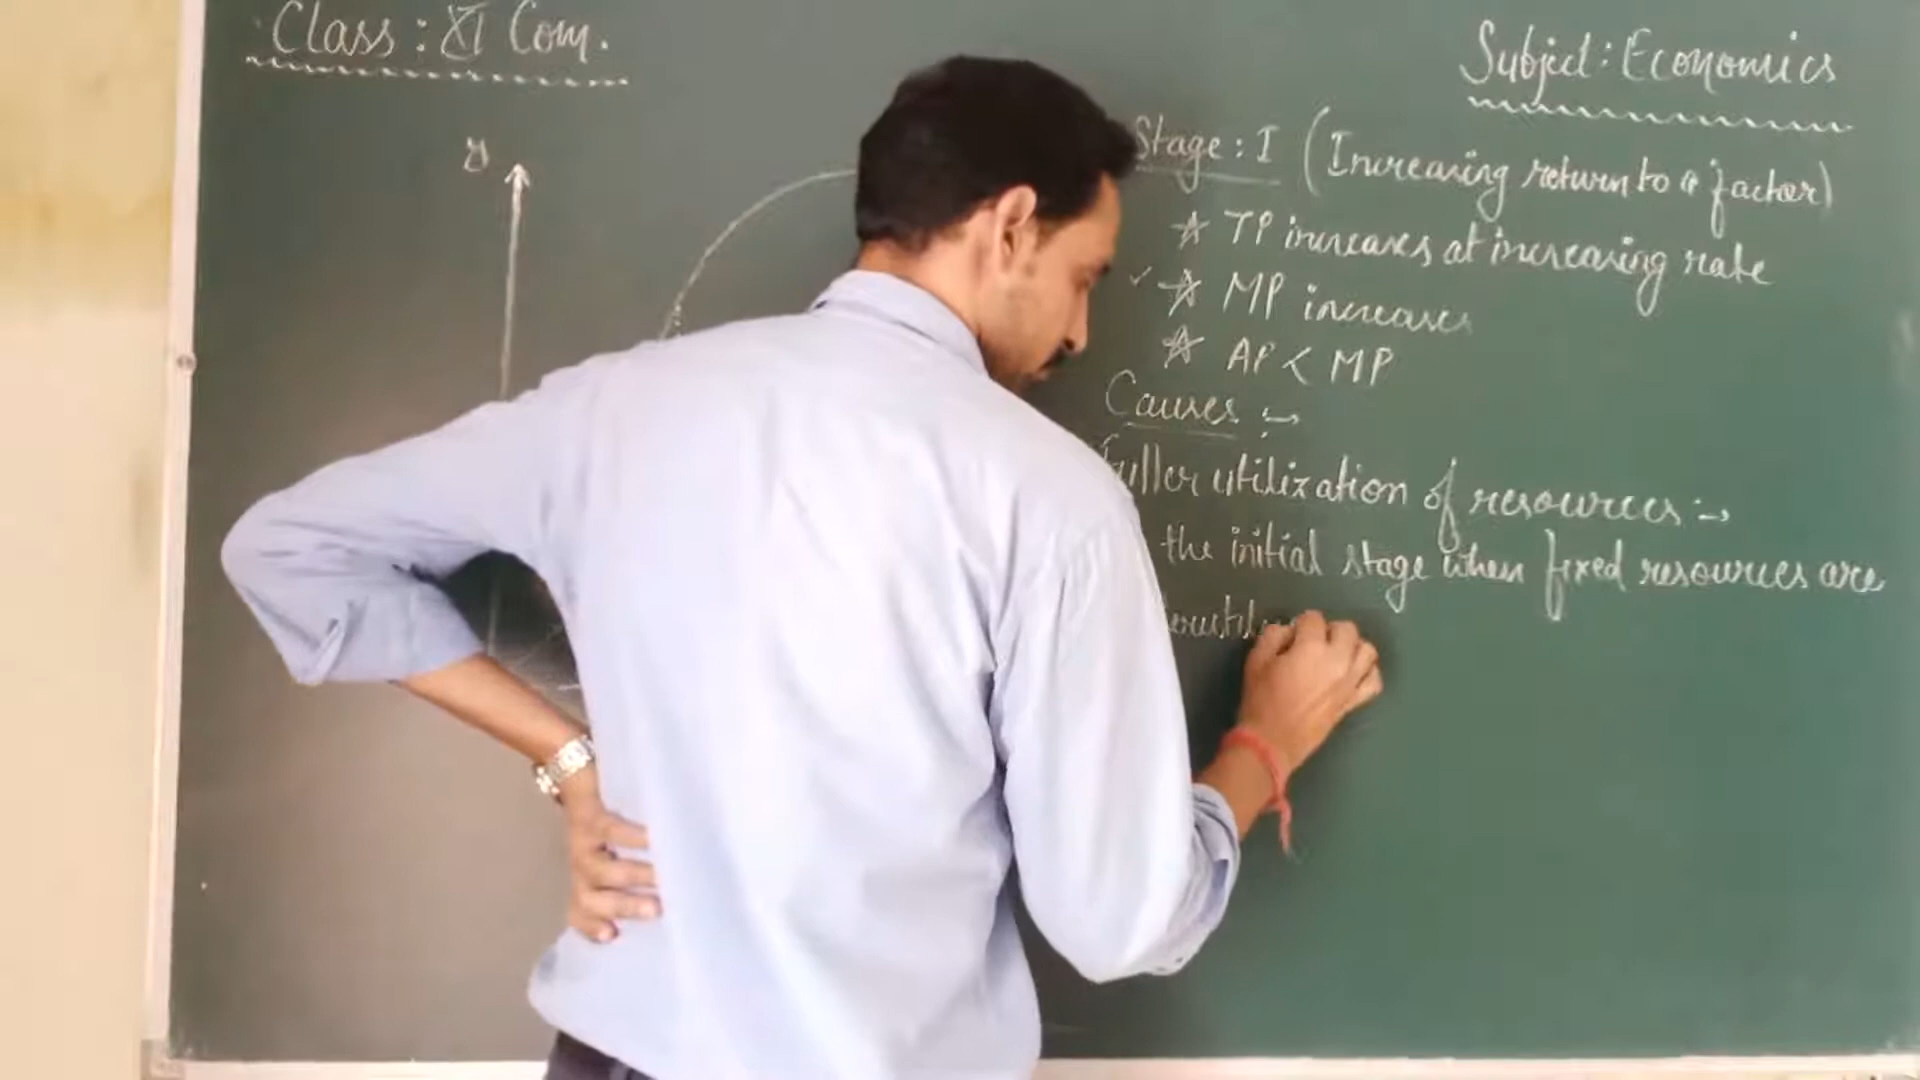 Class : XI Com.
Subject : Economics
y
Stage : I (Increasing return to a factor)
TP increases at increasing rate
MP increases
AP < MP
Causes :→
Fuller utilization of resources :→
the initial stage when fixed resources are